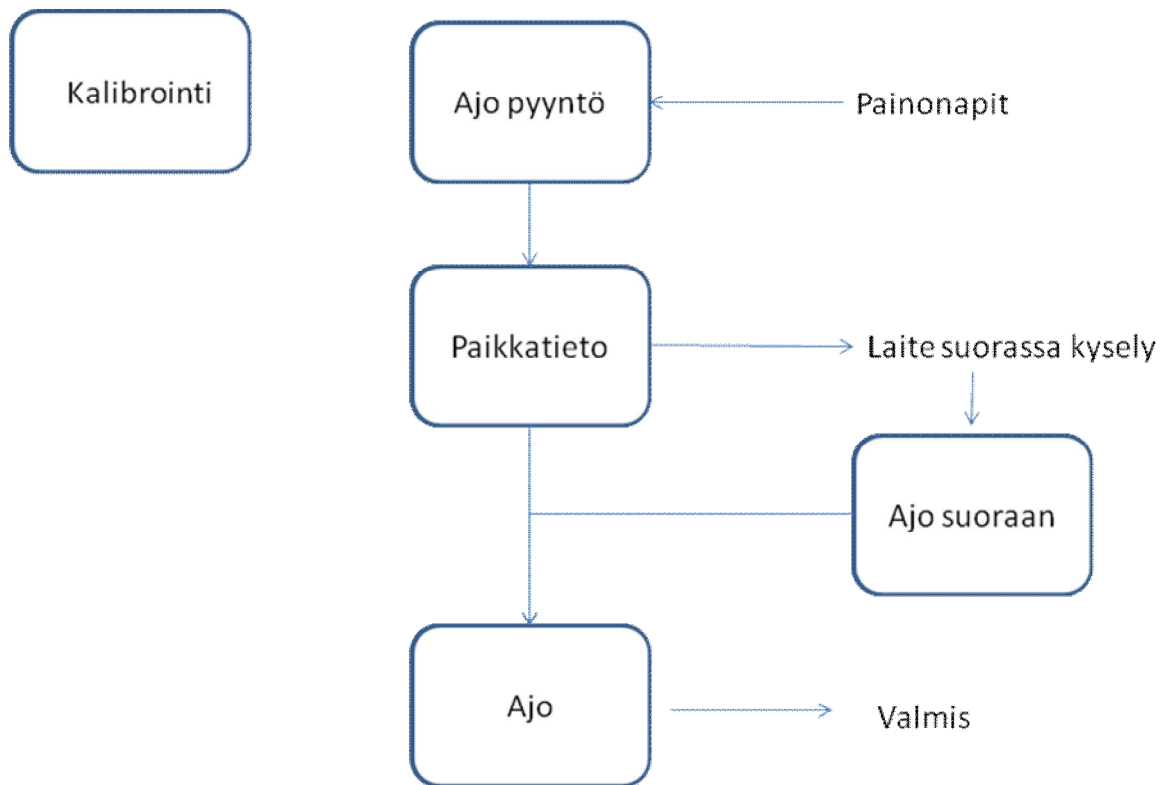 Kalibrointi
Ajo pyyntö
Painonapit
Paikkatieto
Laite suorassa kysely
Ajo suoraan
Ajo
Valmis